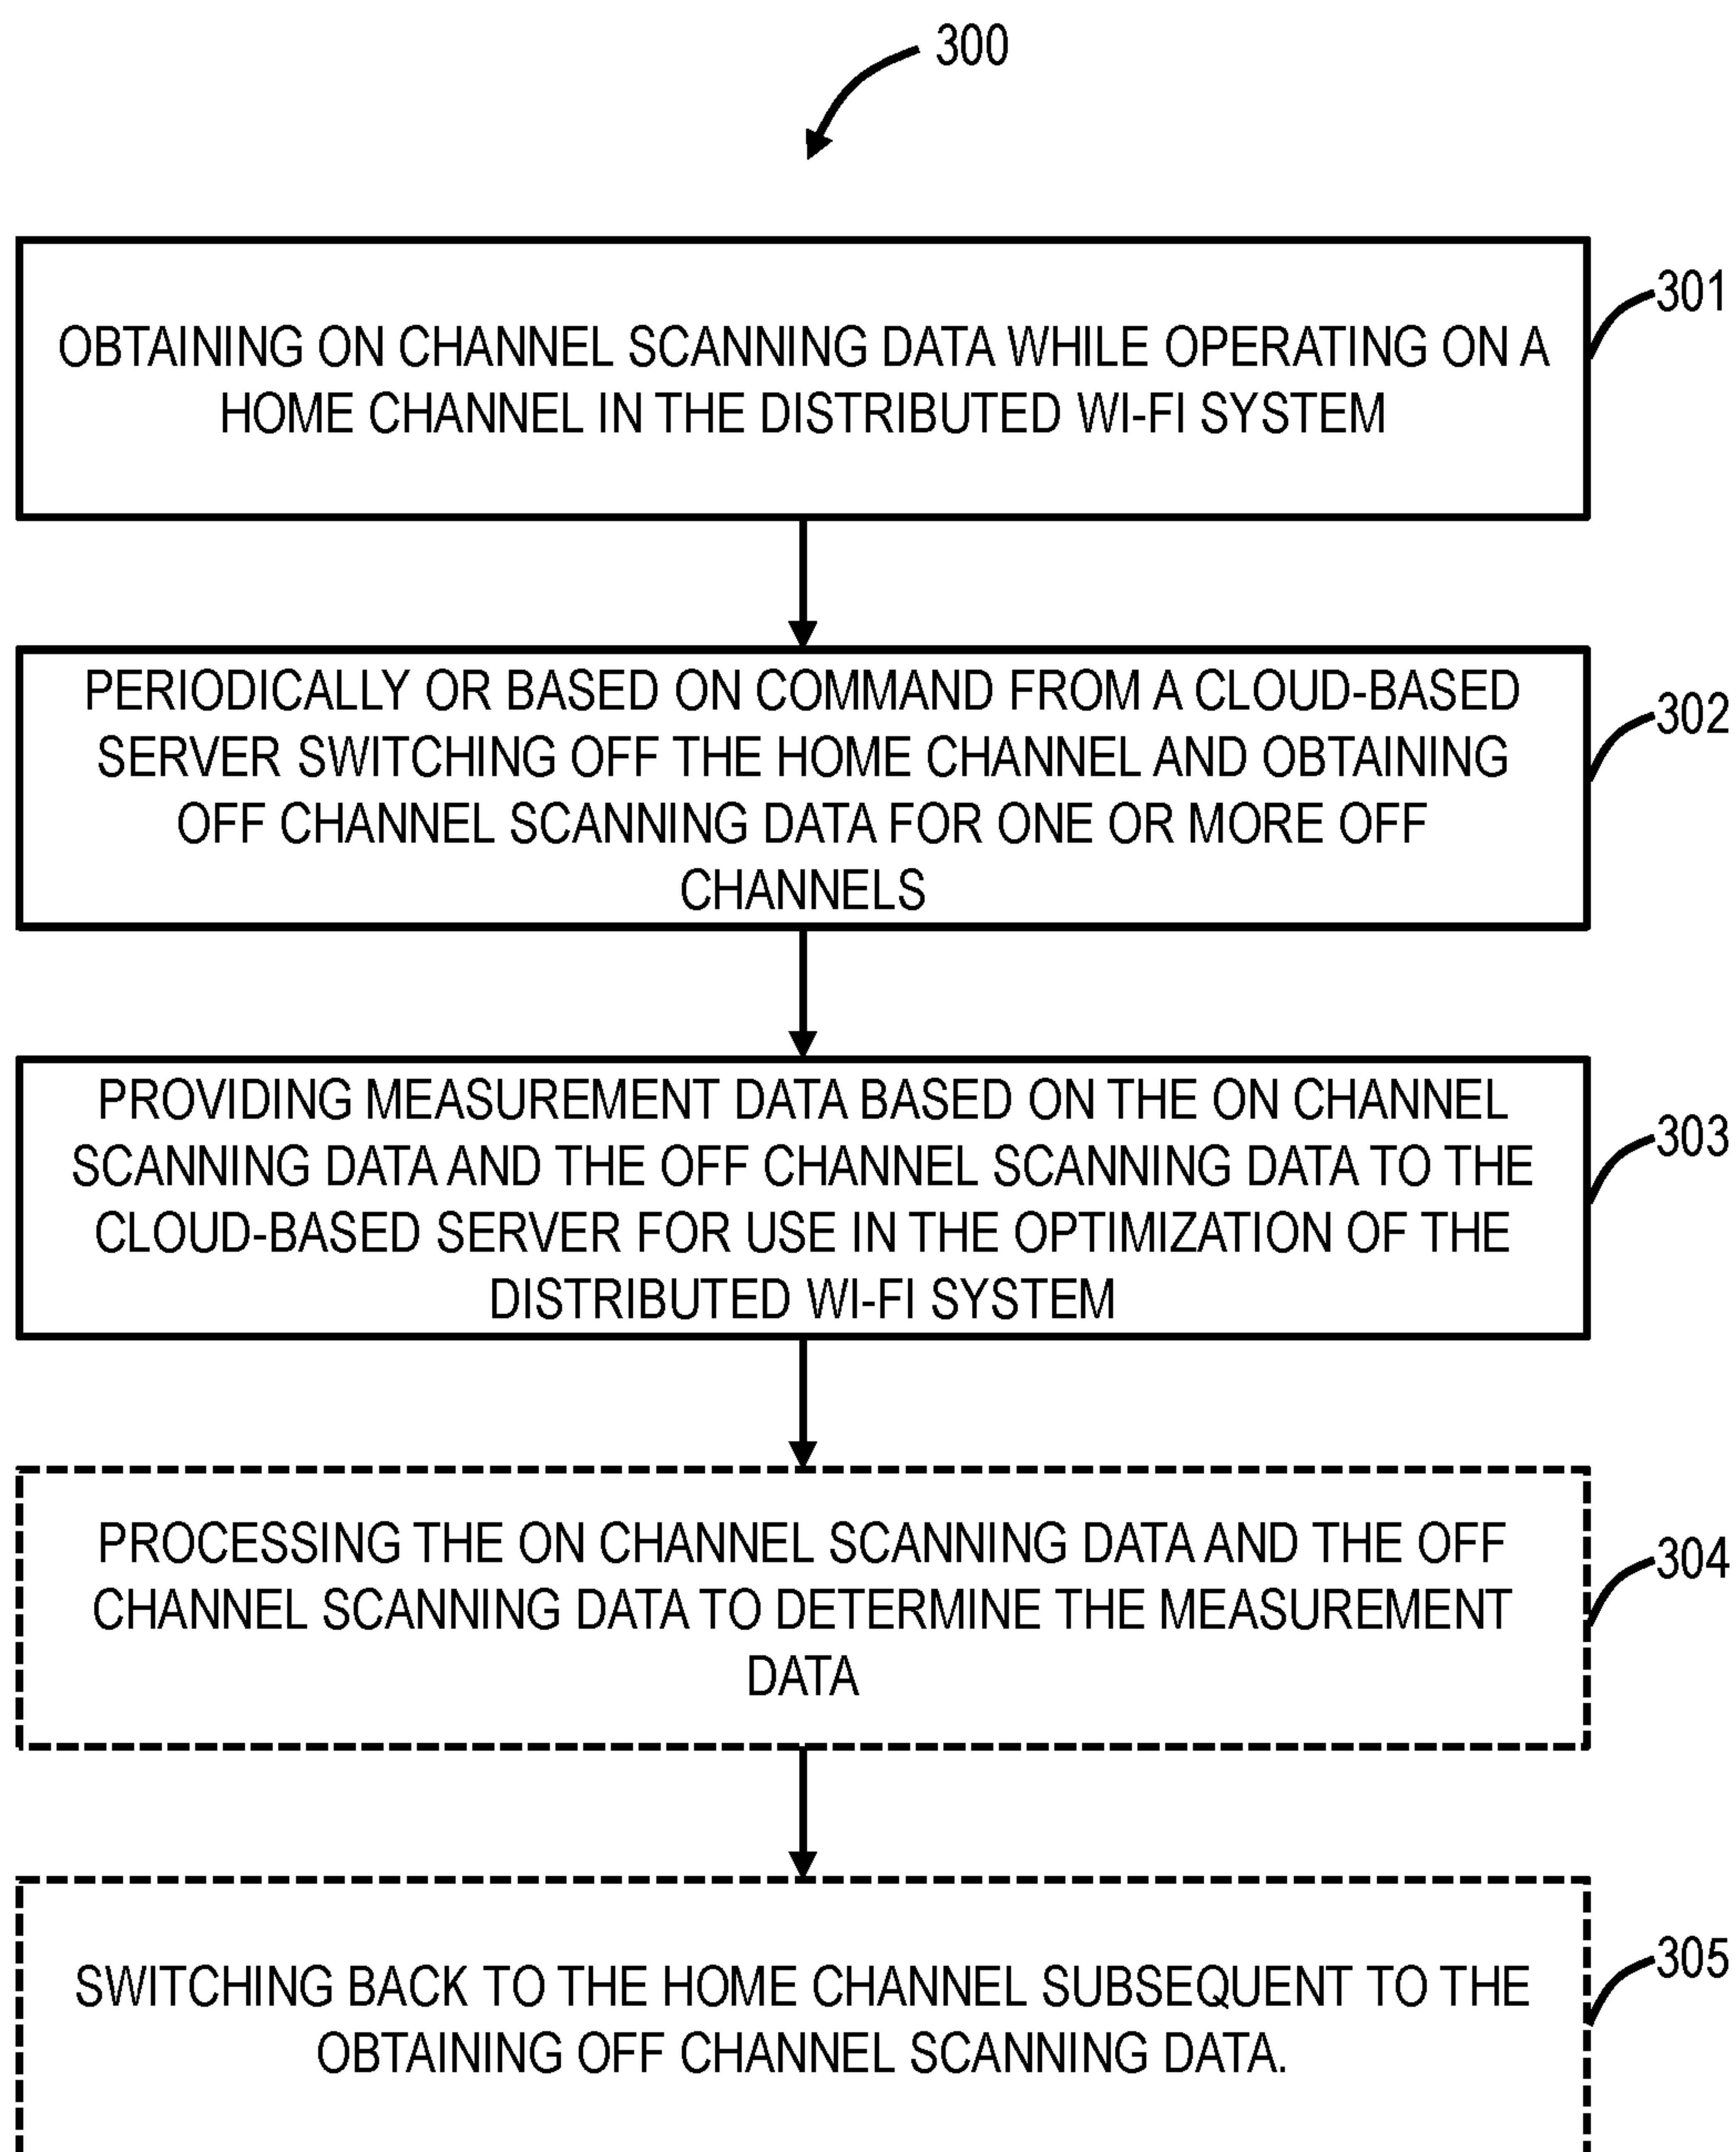 300
OBTAINING ON CHANNEL SCANNING DATA WHILE OPERATING ON A
HOME CHANNEL IN THE DISTRIBUTED WI-FI SYSTEM
301
PERIODICALLY OR BASED ON COMMAND FROM A CLOUD-BASED
SERVER SWITCHING OFF THE HOME CHANNEL AND OBTAINING
OFF CHANNEL SCANNING DATA FOR ONE OR MORE OFF
CHANNELS
302
PROVIDING MEASUREMENT DATA BASED ON THE ON CHANNEL
SCANNING DATA AND THE OFF CHANNEL SCANNING DATA TO THE
CLOUD-BASED SERVER FOR USE IN THE OPTIMIZATION OF THE
DISTRIBUTED WI-FI SYSTEM
303
PROCESSING THE ON CHANNEL SCANNING DATA AND THE OFF
CHANNEL SCANNING DATA TO DETERMINE THE MEASUREMENT
DATA
304
SWITCHING BACK TO THE HOME CHANNEL SUBSEQUENT TO THE
OBTAINING OFF CHANNEL SCANNING DATA.
305